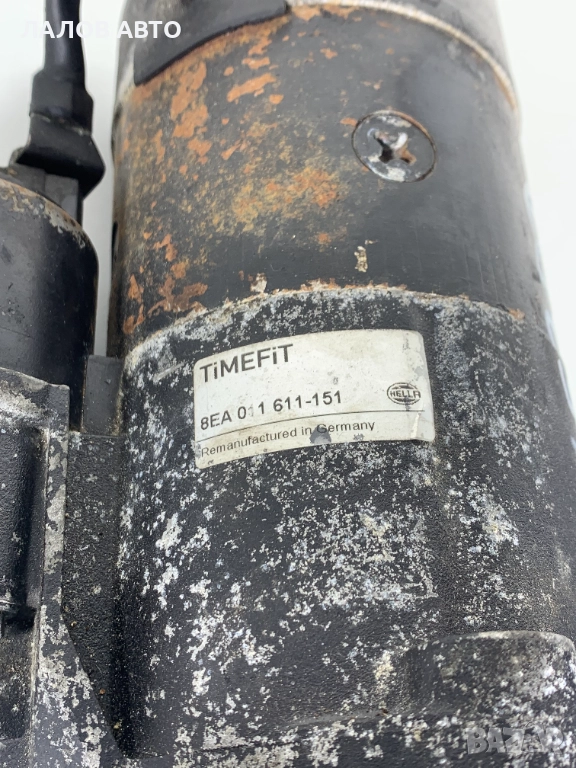 ЛАЛОВ АВТО
TiMEFiT
8EA 011 611-151
HELLA
Remanufactured in Germany
BAZAR